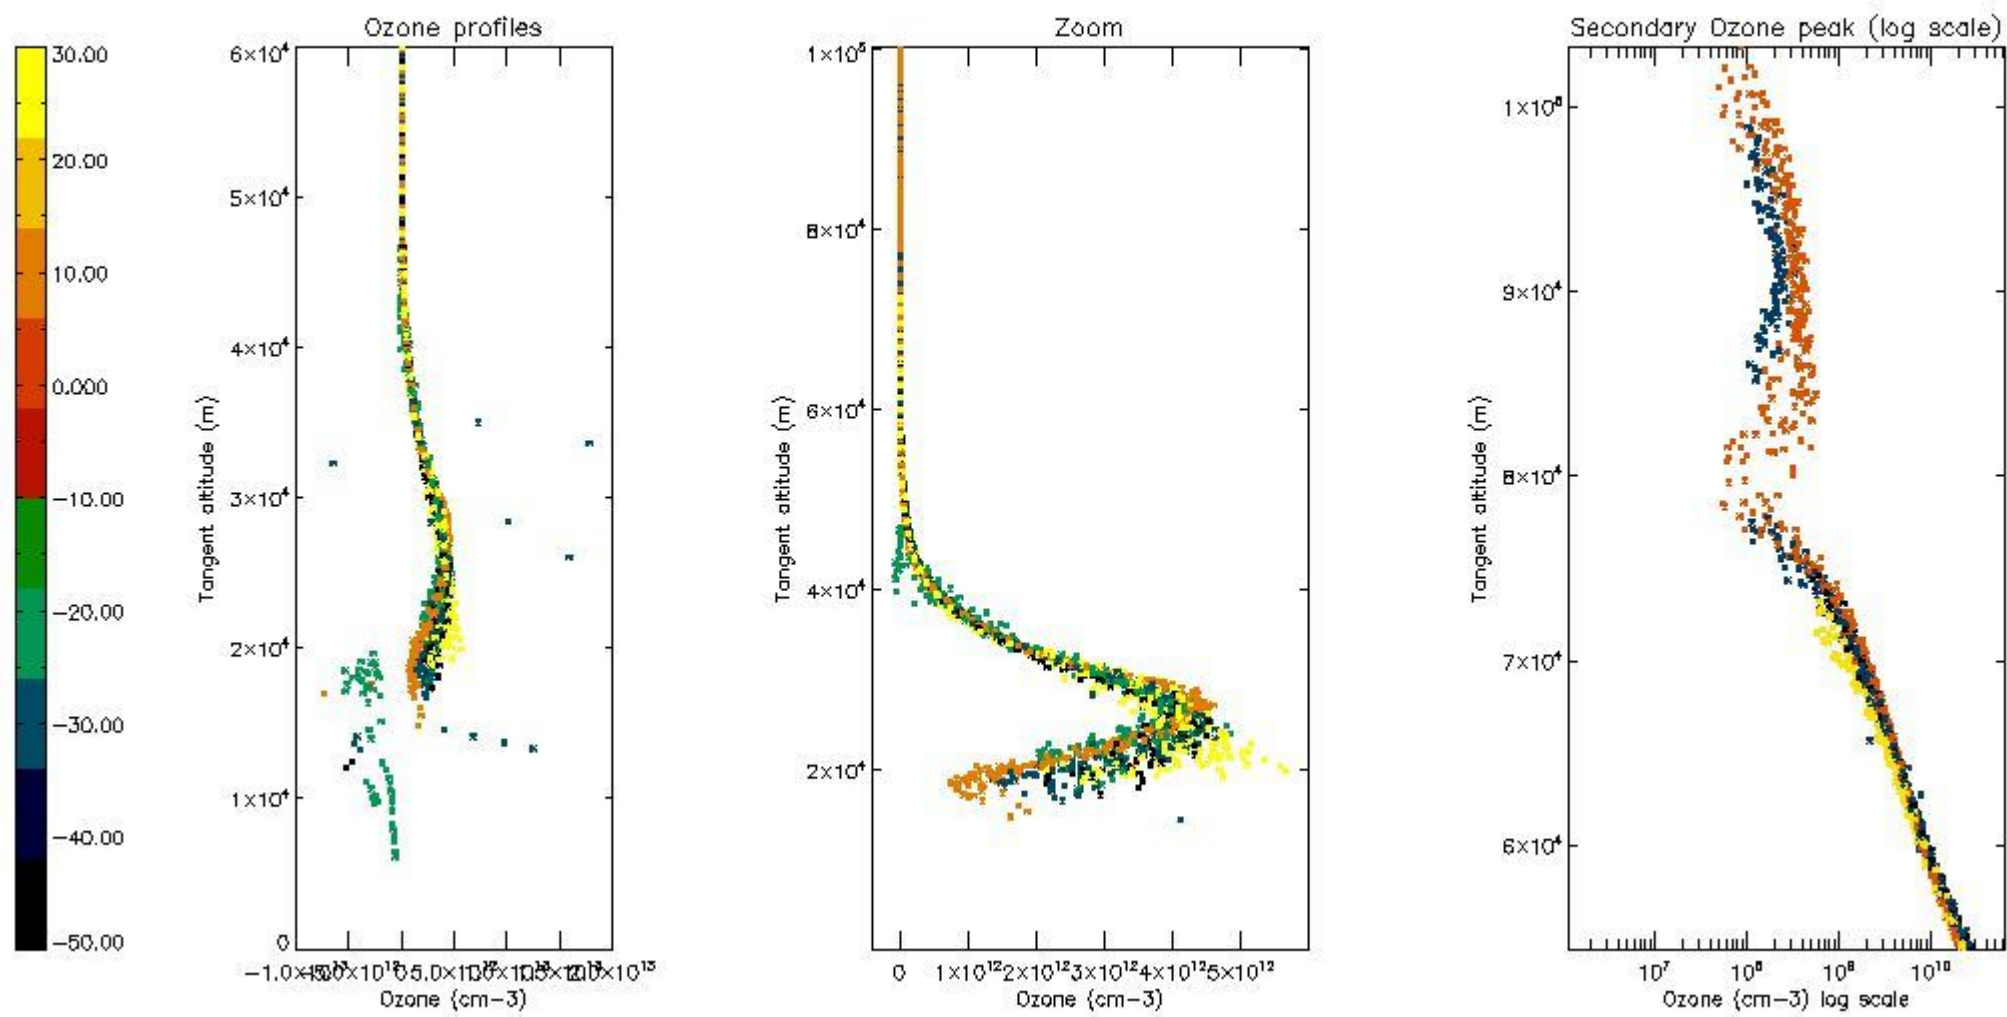 Ozone profiles
Zoom
Secondary Ozone peak (log scale)
30.00
20.00
10.00
0.000
−10.00
−20.00
−30.00
−40.00
−50.00
6×10⁴
5×10⁴
4×10⁴
3×10⁴
2×10⁴
1×10⁴
0
Tangent altitude (m)
Ozone (cm−3)
1×10⁵
8×10⁴
6×10⁴
4×10⁴
2×10⁴
Tangent altitude (m)
0 1×10¹² 2×10¹² 3×10¹² 4×10¹² 5×10¹²
Ozone (cm−3)
1×10⁵
9×10⁴
8×10⁴
7×10⁴
6×10⁴
Tangent altitude (m)
10⁷ 10⁸ 10⁹ 10¹⁰
Ozone (cm−3) log scale